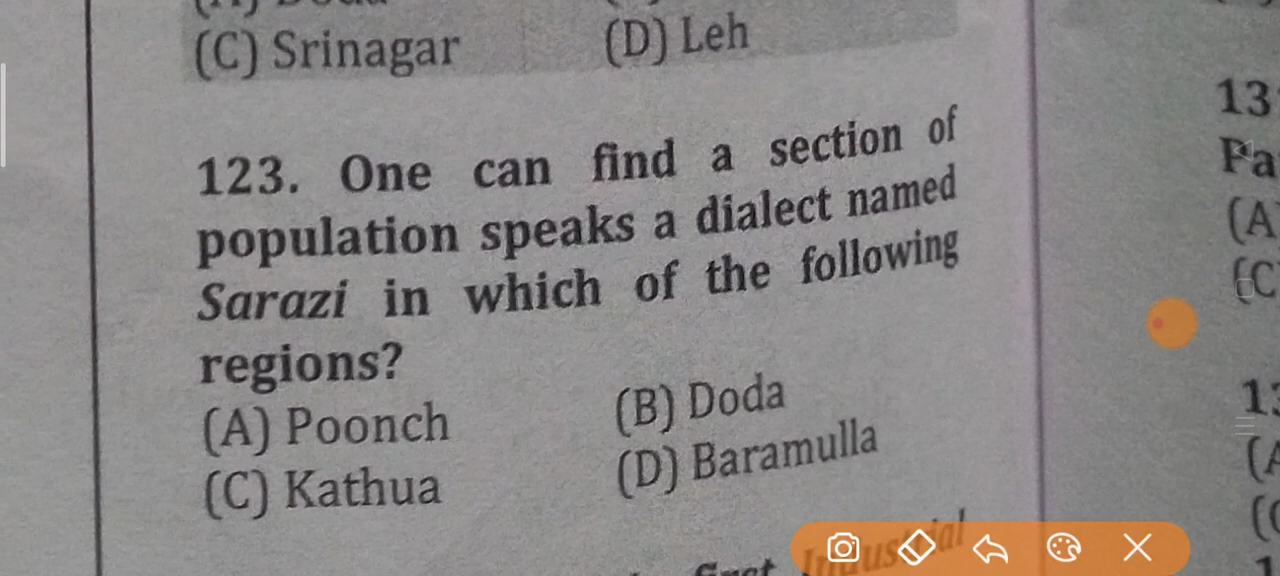 (C) Srinagar (D) Leh
13
123. One can find a section of
Pa
population speaks a dialect named
(A
Sarazi in which of the following
(C
regions?
(A) Poonch (B) Doda
(C) Kathua (D) Baramulla
(A